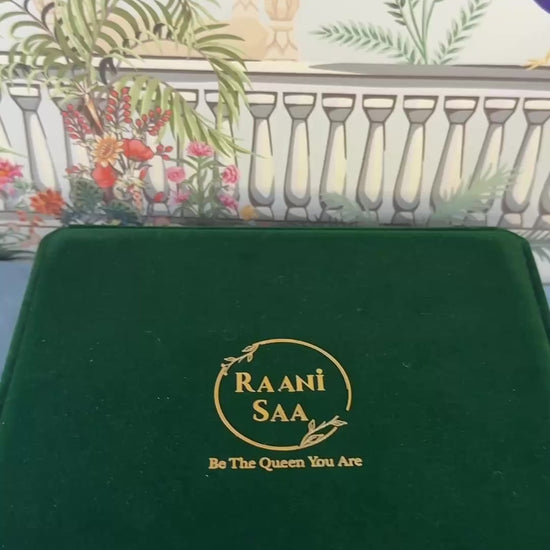 RAANi
SAA
Be The Queen You Are